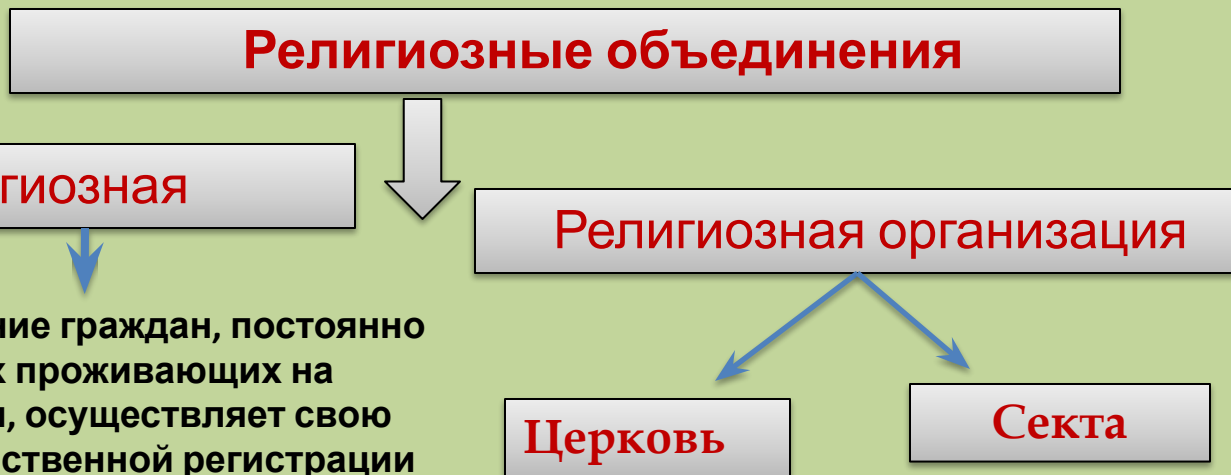 Религиозные объединения
гиозная
Религиозная организация
ние граждан, постоянно
х проживающих на
, осуществляет свою
ственной регистрации
Церковь
Секта